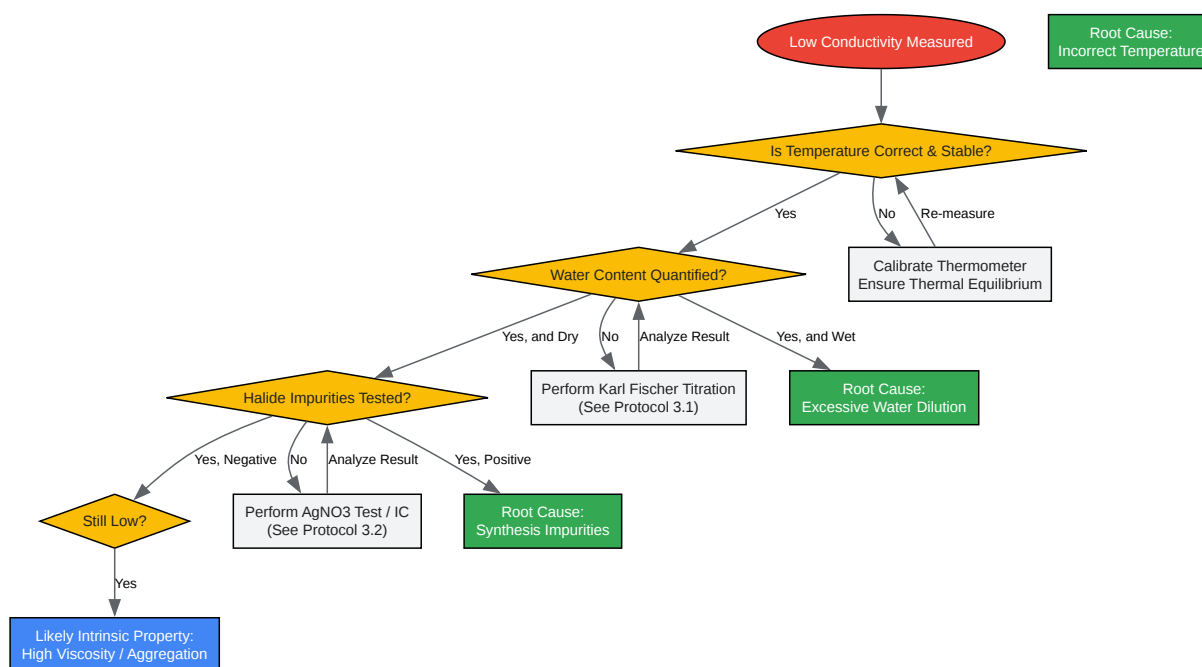 Low Conductivity Measured
Root Cause:
Incorrect Temperature
Is Temperature Correct & Stable?
Yes
No
Re-measure
Calibrate Thermometer
Ensure Thermal Equilibrium
Water Content Quantified?
Yes, and Dry
No
Analyze Result
Yes, and Wet
Perform Karl Fischer Titration
(See Protocol 3.1)
Root Cause:
Excessive Water Dilution
Halide Impurities Tested?
Yes, Negative
No
Analyze Result
Yes, Positive
Still Low?
Perform AgNO3 Test / IC
(See Protocol 3.2)
Root Cause:
Synthesis Impurities
Yes
Likely Intrinsic Property:
High Viscosity / Aggregation